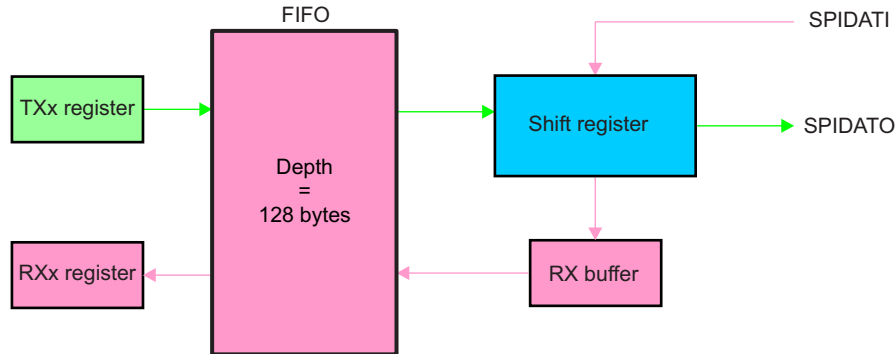 FIFO
SPIDATI
TXx register
Shift register
SPIDATO
Depth
=
128 bytes
RXx register
RX buffer